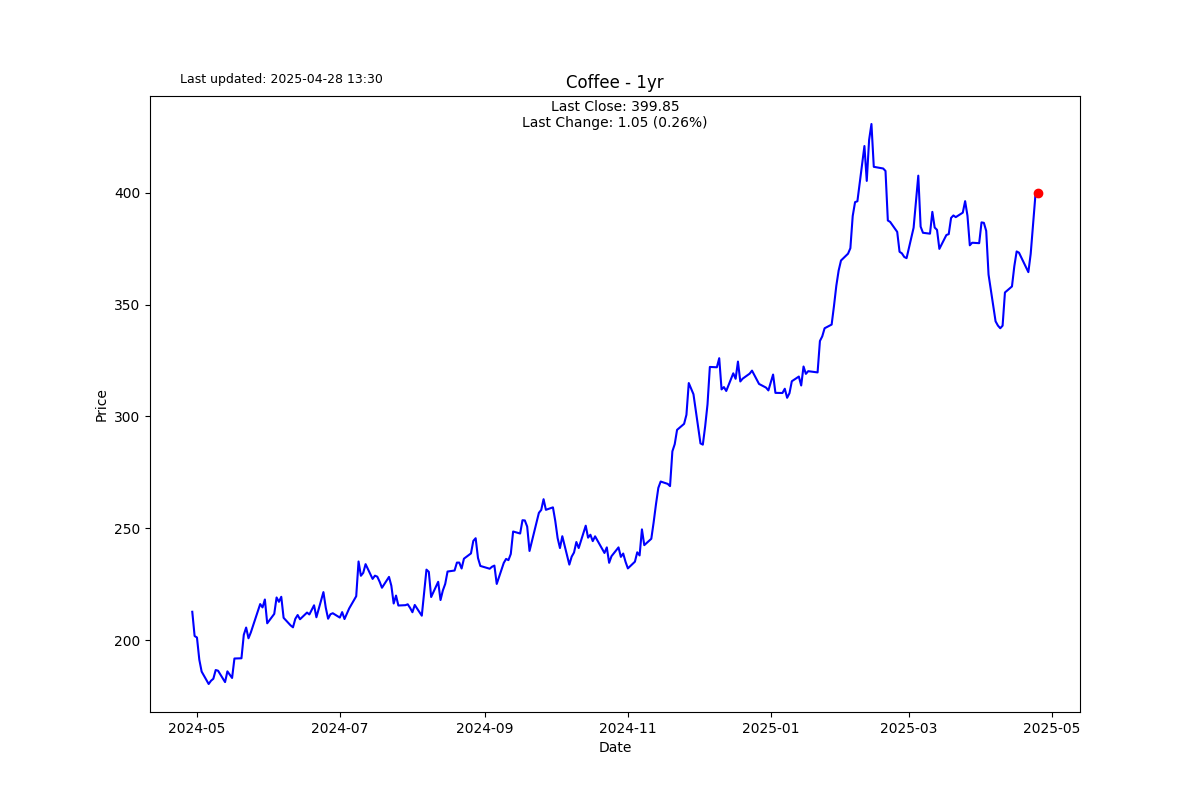 Last updated: 2025-04-28 13:30
Coffee - 1yr
Last Close: 399.85
Last Change: 1.05 (0.26%)
400
350
300
250
200
Price
2024-05
2024-07
2024-09
2024-11
2025-01
2025-03
2025-05
Date